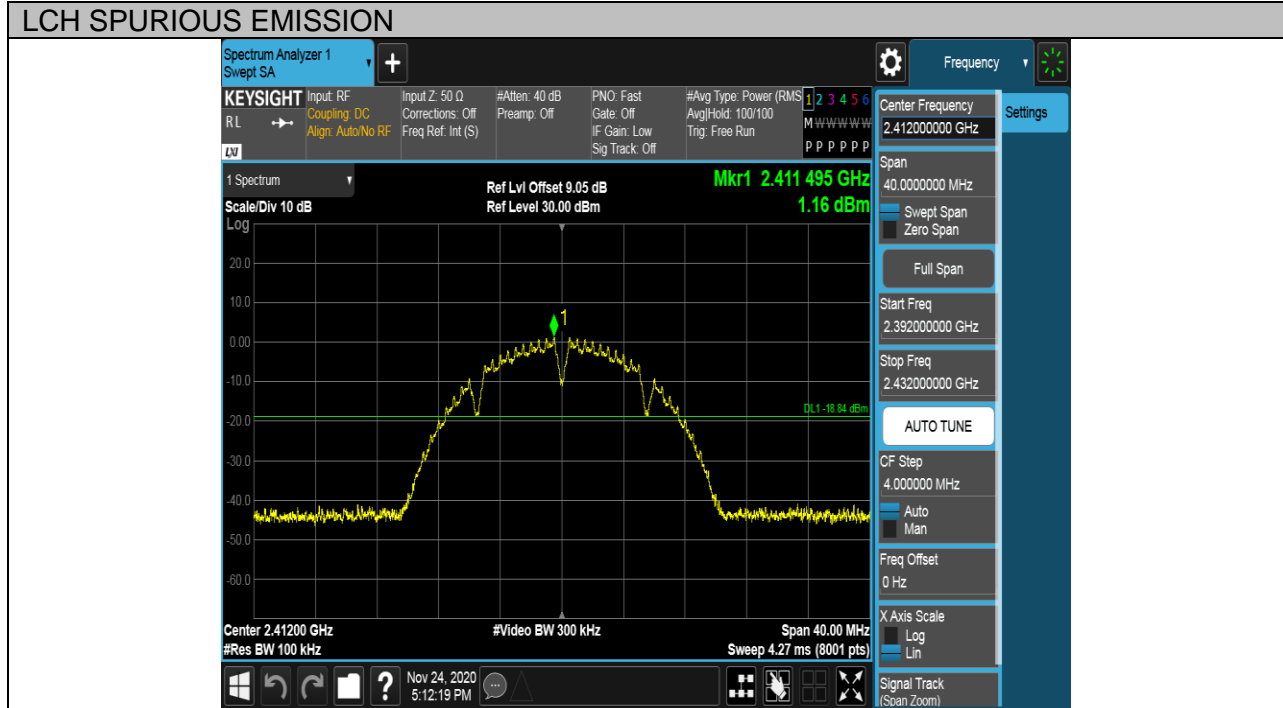 LCH SPURIOUS EMISSION
Spectrum Analyzer 1
Swept SA
+
Frequency
KEYSIGHT
RL
LXI
Input: RF
Coupling: DC
Align: Auto/No RF
Input Z: 50 Ω
Corrections: Off
Freq Ref: Int (S)
#Atten: 40 dB
Preamp: Off
PNO: Fast
Gate: Off
IF Gain: Low
Sig Track: Off
#Avg Type: Power (RMS
Avg|Hold: 100/100
Trig: Free Run
1 2 3 4 5 6
M W W W W W
P P P P P P
1 Spectrum
Scale/Div 10 dB
Ref Lvl Offset 9.05 dB
Ref Level 30.00 dBm
Mkr1 2.411 495 GHz
1.16 dBm
Log
20.0
10.0
0.00
-10.0
-20.0
-30.0
-40.0
-50.0
-60.0
1
DL1 -18.84 dBm
Center 2.41200 GHz
#Res BW 100 kHz
#Video BW 300 kHz
Span 40.00 MHz
Sweep 4.27 ms (8001 pts)
?
Nov 24, 2020
5:12:19 PM
Center Frequency
2.412000000 GHz
Settings
Span
40.0000000 MHz
Swept Span
Zero Span
Full Span
Start Freq
2.392000000 GHz
Stop Freq
2.432000000 GHz
AUTO TUNE
CF Step
4.000000 MHz
Auto
Man
Freq Offset
0 Hz
X Axis Scale
Log
Lin
Signal Track
(Span Zoom)